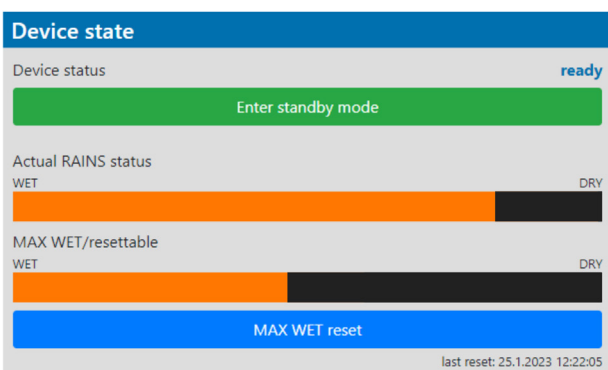 Device state
Device status ready
Enter standby mode
Actual RAINS status
WET DRY
MAX WET/resettable
WET DRY
MAX WET reset
last reset: 25.1.2023 12:22:05